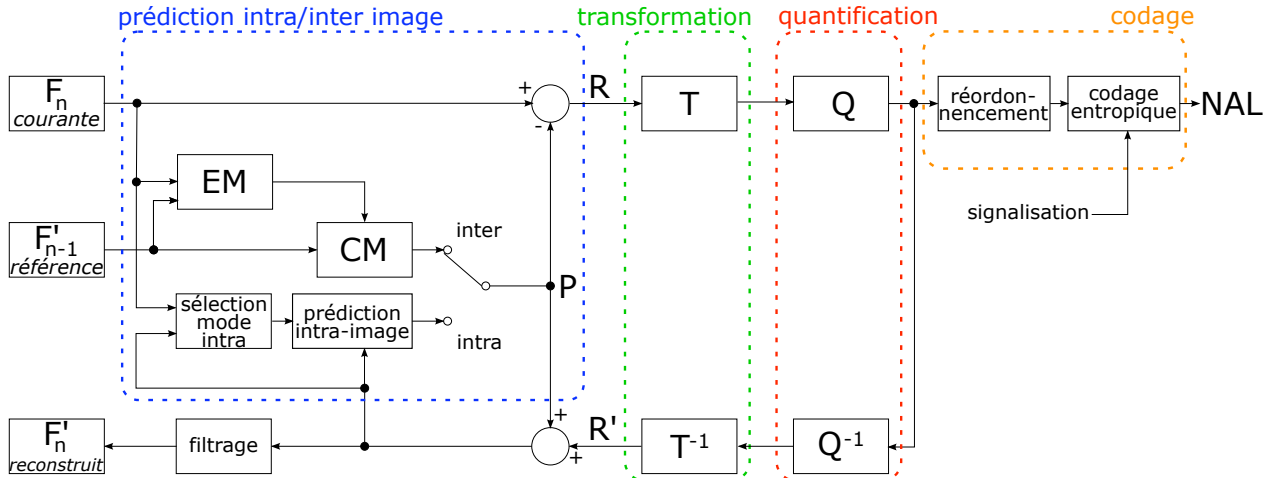 prédiction intra/inter image
transformation
quantification
codage
Fn
courante
+
-
R
T
Q
réordon-
nencement
codage
entropique
NAL
EM
signalisation
F'n-1
référence
CM
inter
P
sélection
mode
intra
prédiction
intra-image
intra
F'n
reconstruit
filtrage
+
+
R'
T-1
Q-1